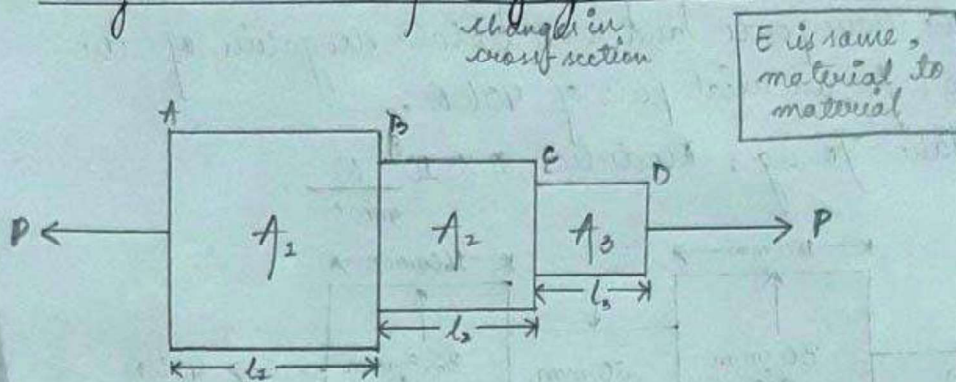 changes in
cross-section
E is same,
material to
material
A
B
C
D
P
A1
A2
A3
P
l1
l2
l3